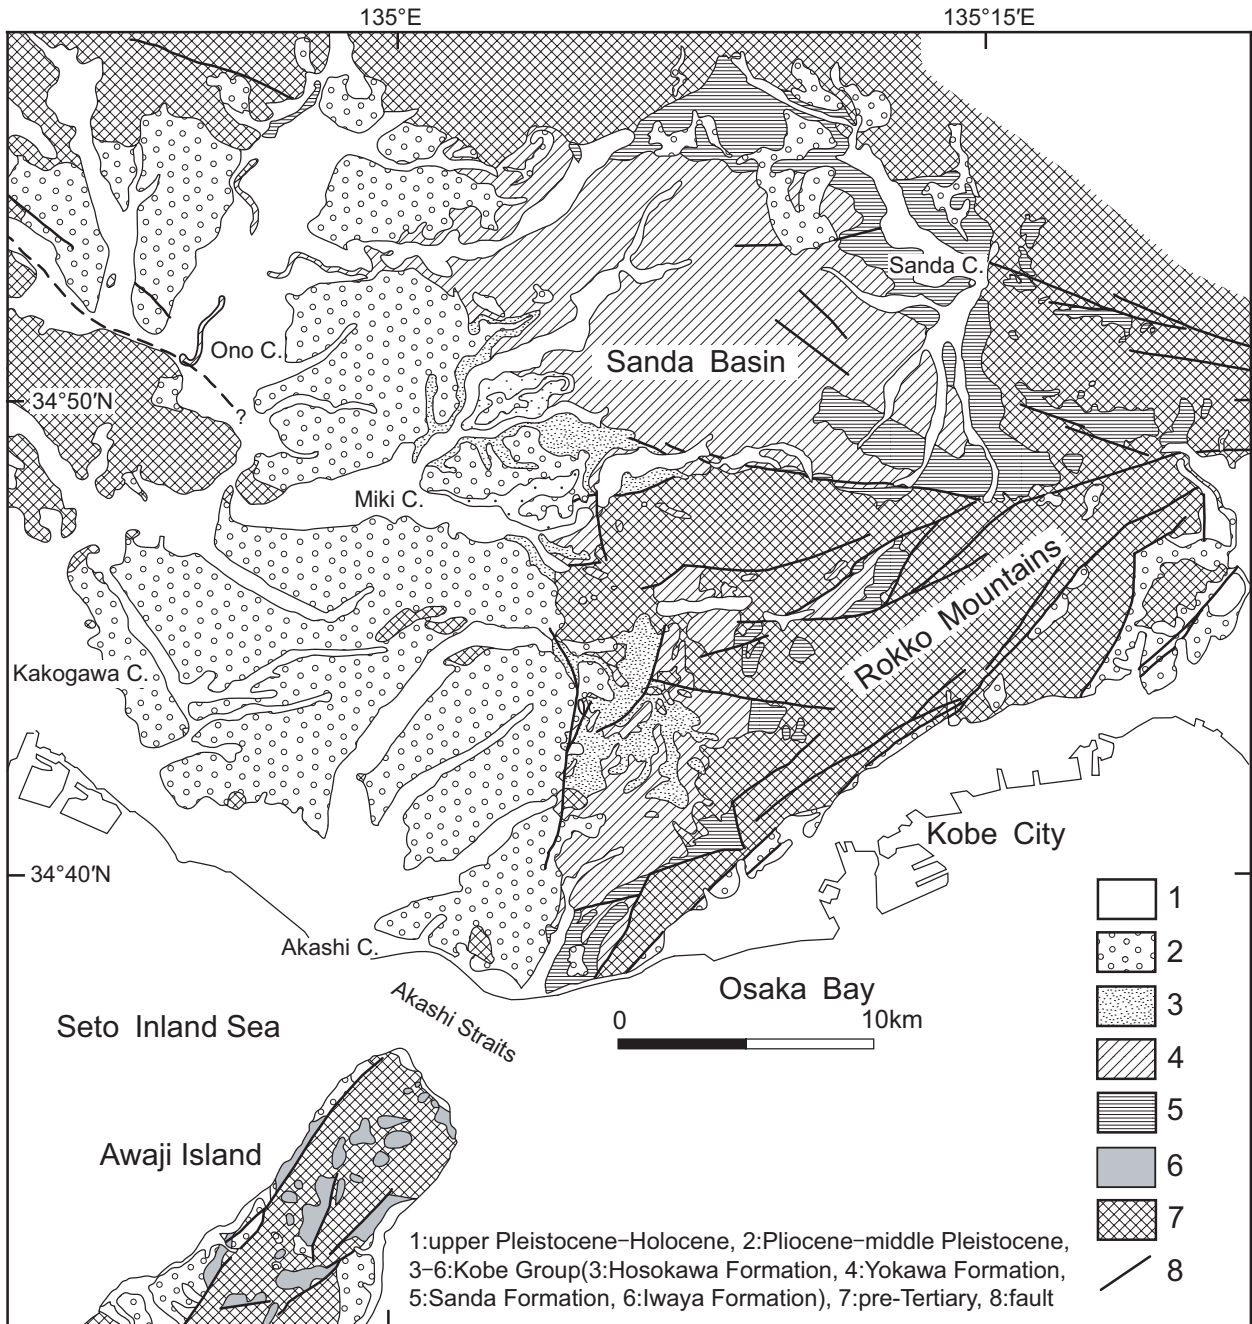 135°E
135°15′E
Sanda C.
Ono C.
Sanda Basin
34°50′N
?
Miki C.
Rokko Mountains
Kakogawa C.
Kobe City
34°40′N
1
Akashi C.
2
Osaka Bay
Akashi Straits
3
Seto Inland Sea
0 10km
4
5
Awaji Island
6
7
1:upper Pleistocene–Holocene, 2:Pliocene–middle Pleistocene,
3–6:Kobe Group(3:Hosokawa Formation, 4:Yokawa Formation,
8
5:Sanda Formation, 6:Iwaya Formation), 7:pre-Tertiary, 8:fault